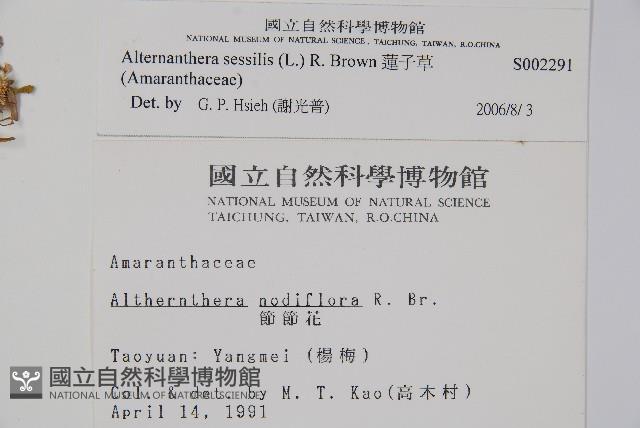 國立自然科學博物館
NATIONAL MUSEUM OF NATURAL SCIENCE, TAICHUNG, TAIWAN, R.O.CHINA
Alternanthera sessilis (L.) R. Brown 蓮子草 S002291
(Amaranthaceae)
Det. by G. P. Hsieh (謝光普) 2006/8/ 3
國立自然科學博物館
NATIONAL MUSEUM OF NATURAL SCIENCE
TAICHUNG, TAIWAN, R.O.CHINA
Amaranthaceae
Althernthera nodiflora R. Br.
節節花
Taoyuan: Yangmei (楊梅)
Coll. & det. by M. T. Kao(高木村)
April 14, 1991
國立自然科學博物館
NATIONAL MUSEUM OF NATURAL SCIENCE